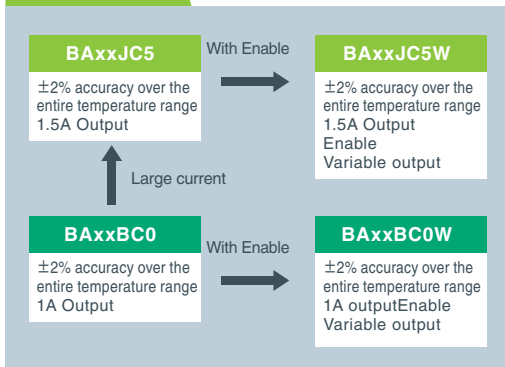 BAxxJC5
±2% accuracy over the
entire temperature range
1.5A Output
With Enable
BAxxJC5W
±2% accuracy over the
entire temperature range
1.5A Output
Enable
Variable output
Large current
BAxxBC0
±2% accuracy over the
entire temperature range
1A Output
With Enable
BAxxBC0W
±2% accuracy over the
entire temperature range
1A outputEnable
Variable output